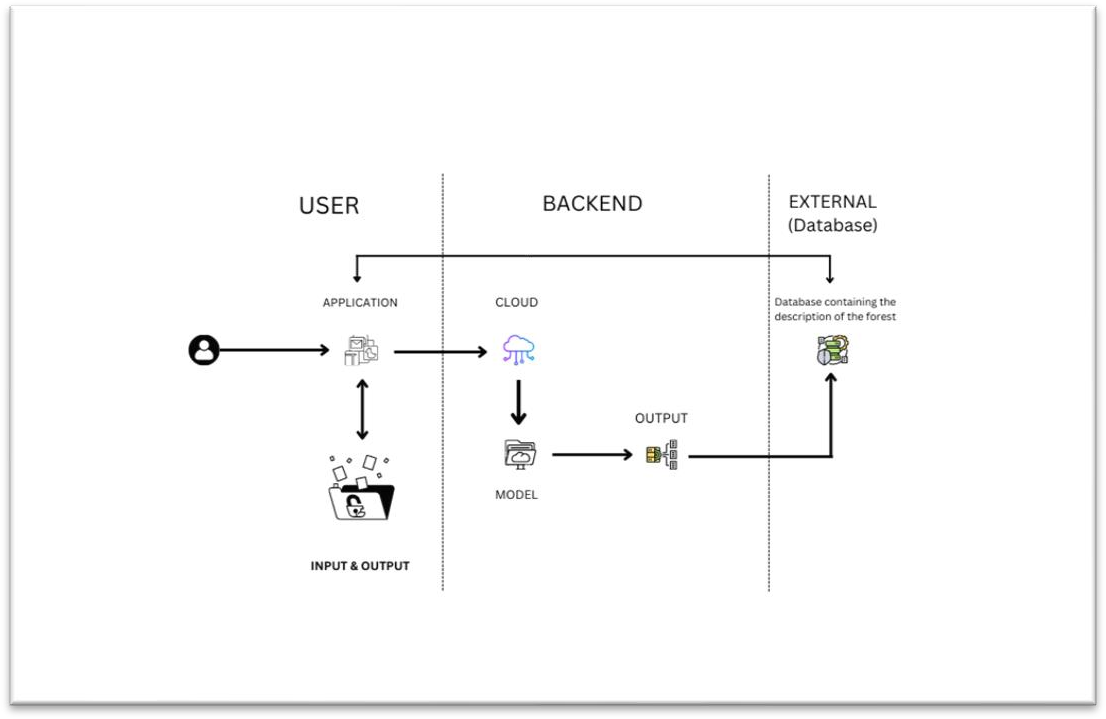 USER
BACKEND
EXTERNAL
(Database)
APPLICATION
CLOUD
Database containing the
description of the forest
OUTPUT
MODEL
INPUT & OUTPUT